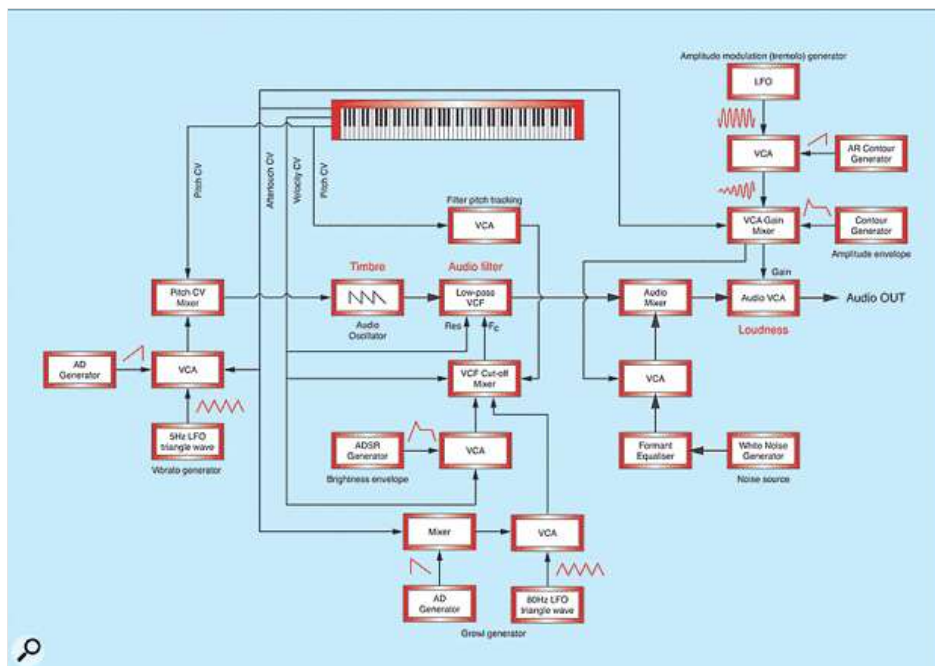 Amplitude modulation (tremolo) generator
LFO
VCA
AR Contour
Generator
Pitch CV
Aftertouch CV
Velocity CV
Pitch CV
Filter pitch tracking
VCA
VCA Gain
Mixer
Contour
Generator
Amplitude envelope
Gain
Timbre
Audio filter
Pitch CV
Mixer
Audio
Oscillator
Low-pass
VCF
Audio
Mixer
Audio VCA
Audio OUT
Loudness
Res
Fc
AD
Generator
VCA
VCF Cut-off
Mixer
VCA
5Hz LFO
triangle wave
Vibrato generator
ADSR
Generator
Brightness envelope
VCA
Formant
Equaliser
White Noise
Generator
Noise source
Mixer
VCA
AD
Generator
80Hz LFO
triangle wave
Growl generator